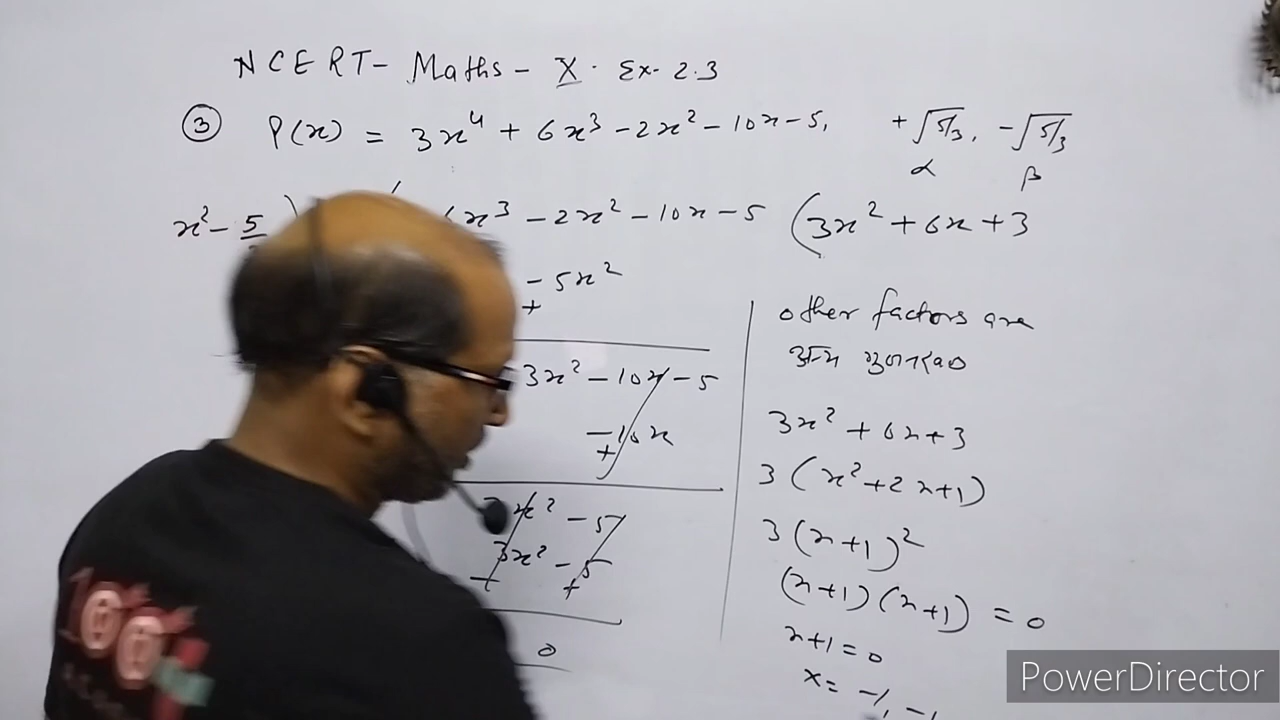 NCERT- Maths - X. Ex. 2.3
③ P(x) = 3x⁴ + 6x³ - 2x² - 10x - 5, +√5/3, -√5/3
α β
x² - 5 x³ - 2x² - 10x - 5 (3x² + 6x + 3
- 5x²
+
3x² - 10x - 5
- 10x
+
3x² - 5
3x² - 5
- +
0
other factors are
अन्य गुणनखण्ड
3x² + 6x + 3
3 (x² + 2x + 1)
3 (x + 1)²
(x + 1) (x + 1) = 0
x + 1 = 0
x = -1, -1
100
PowerDirector